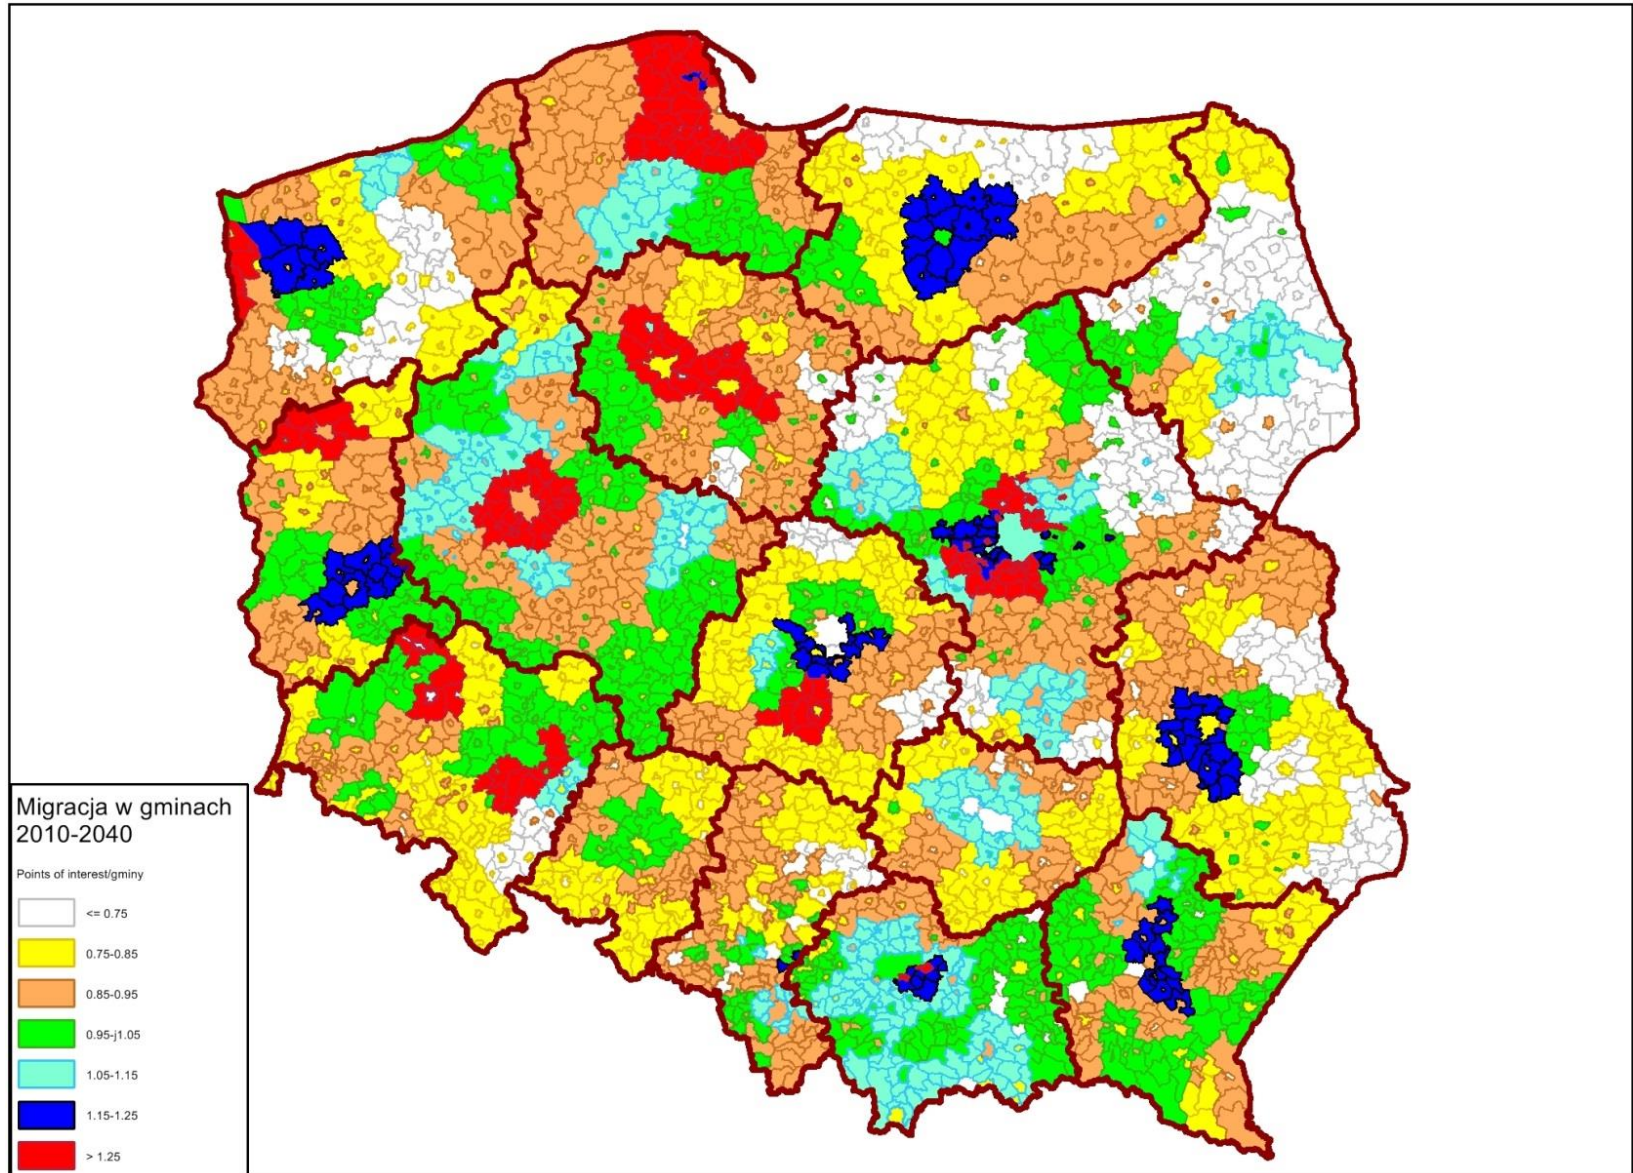 Migracja w gminach
2010-2040
Points of interest/gminy
<= 0.75
0.75-0.85
0.85-0.95
0.95-j1.05
1.05-1.15
1.15-1.25
> 1.25